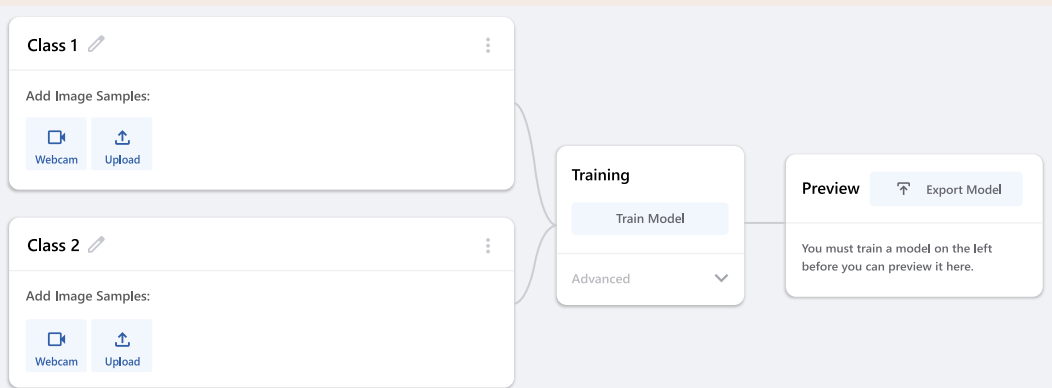 Class 1
Add Image Samples:
Webcam
Upload
Class 2
Add Image Samples:
Webcam
Upload
Training
Train Model
Advanced
Preview
Export Model
You must train a model on the left
before you can preview it here.